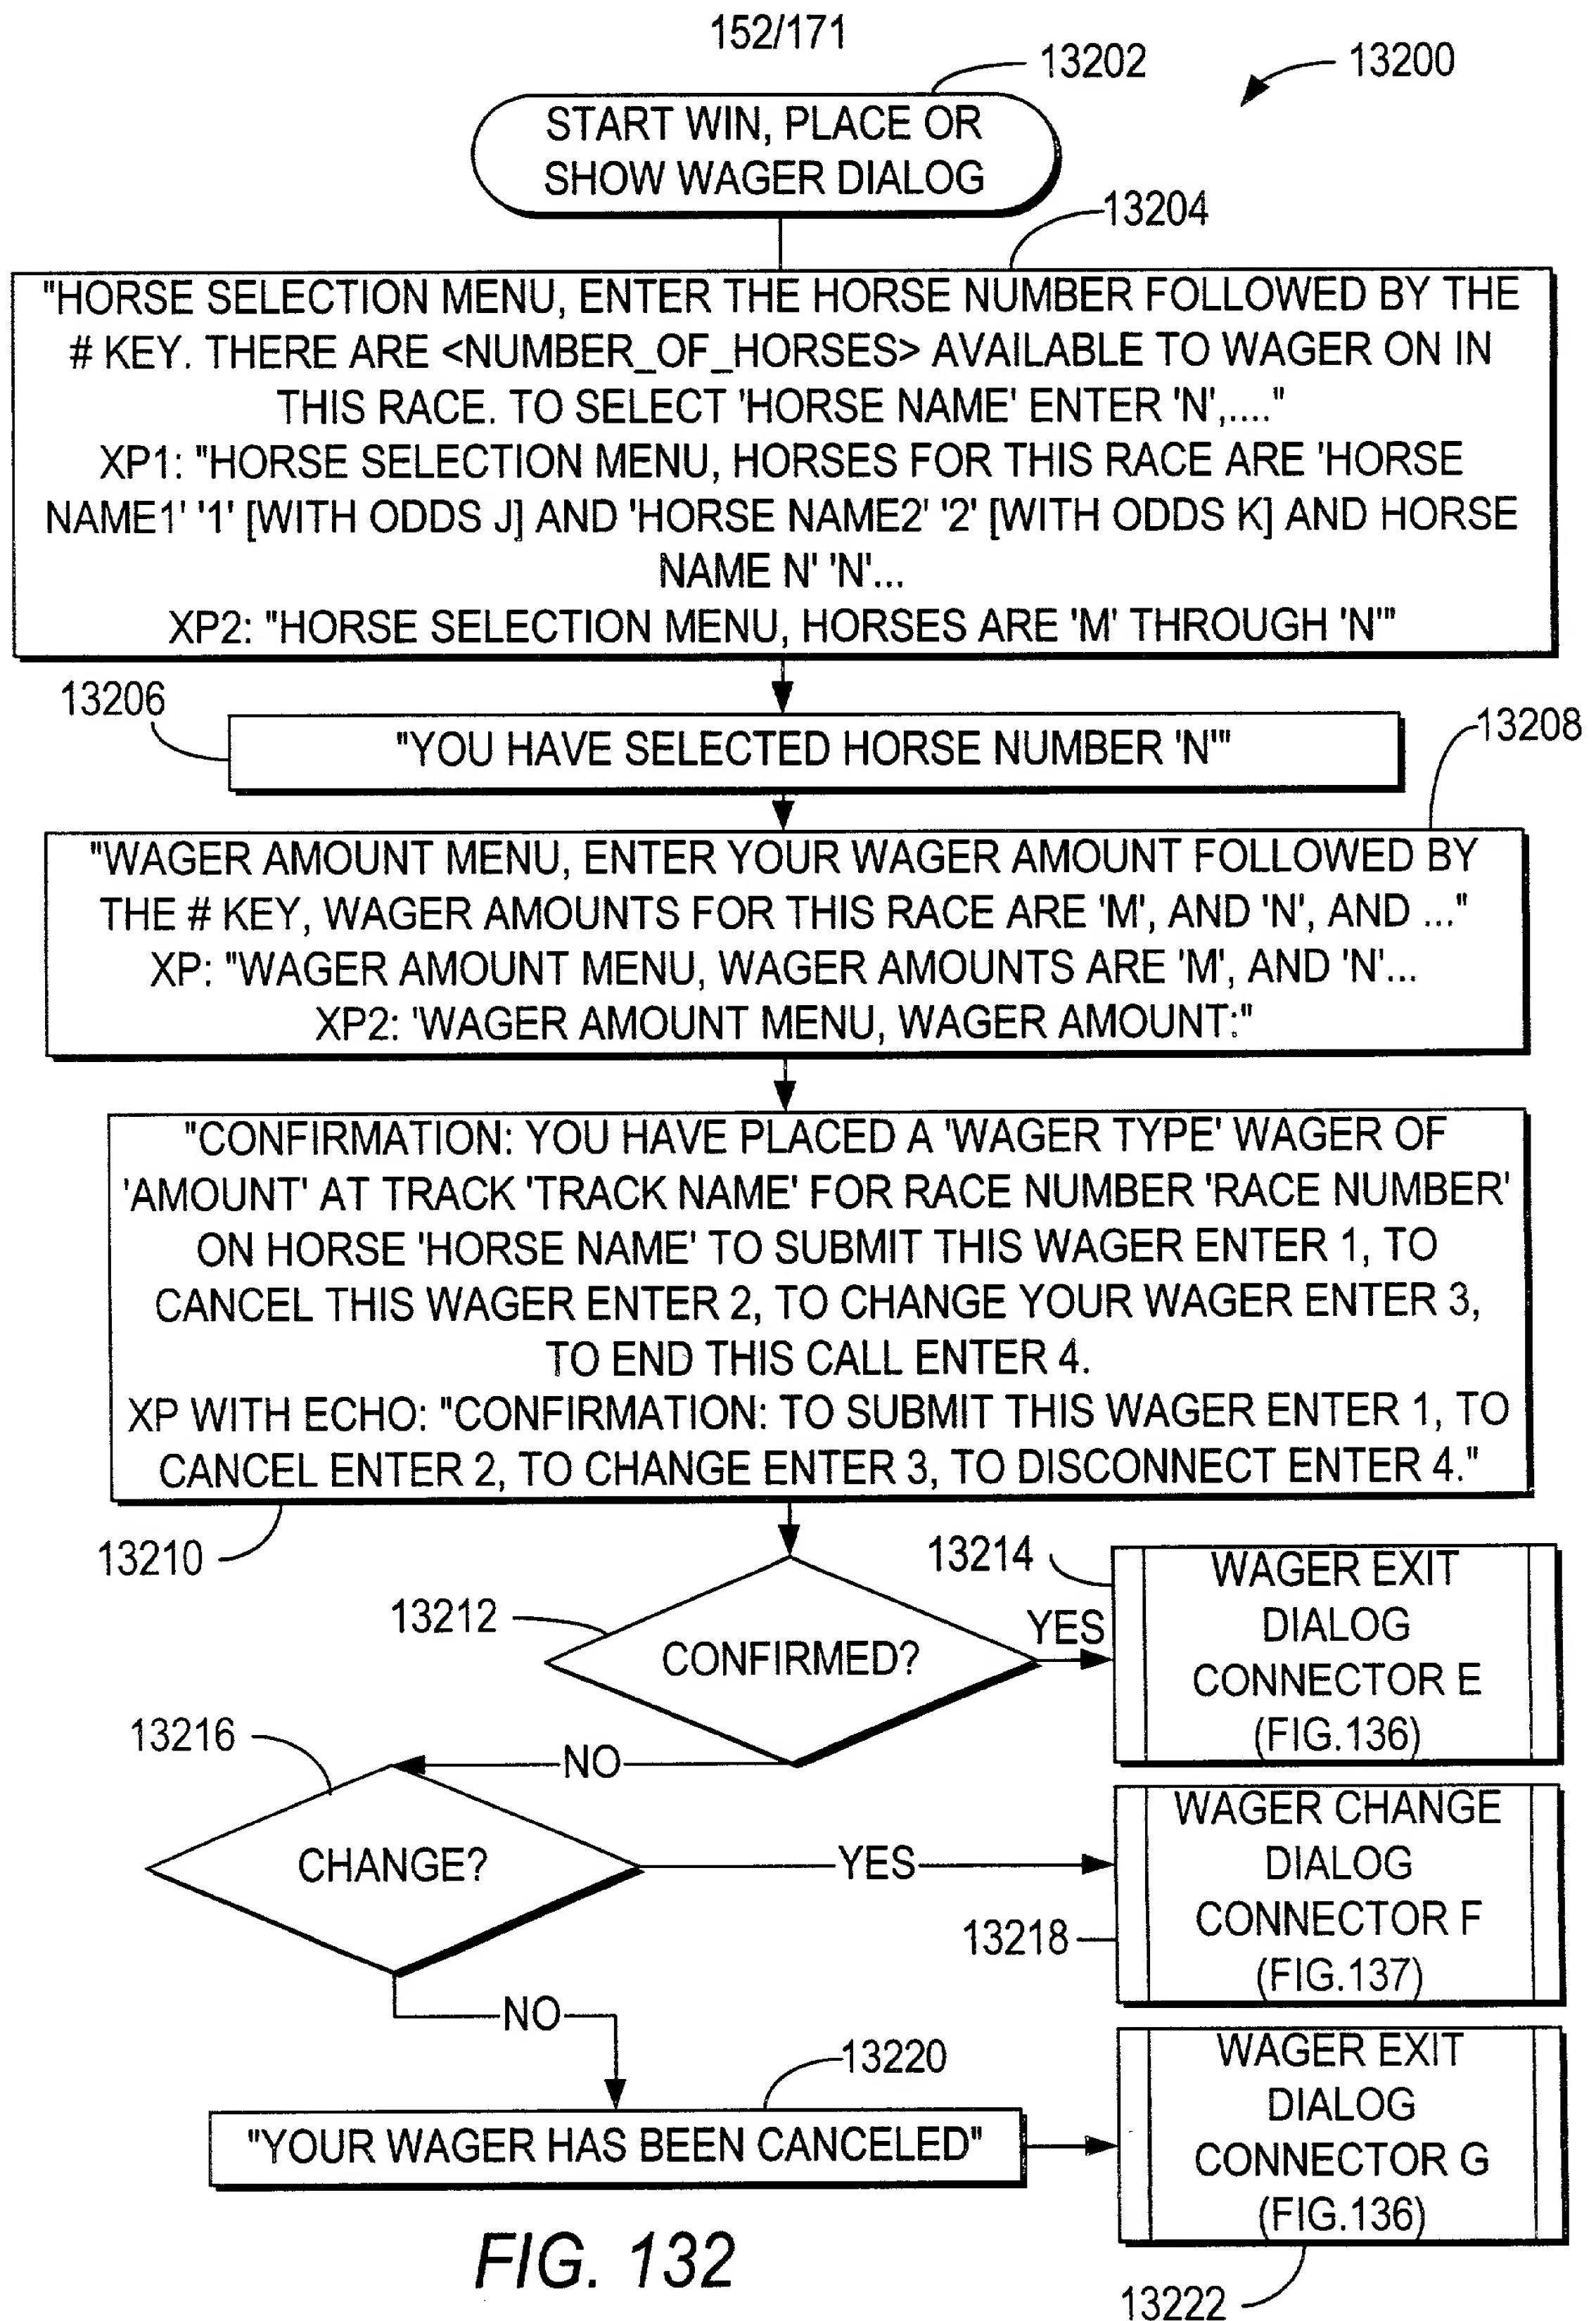 152/171
13202
13200
START WIN, PLACE OR
SHOW WAGER DIALOG
13204
"HORSE SELECTION MENU, ENTER THE HORSE NUMBER FOLLOWED BY THE
# KEY. THERE ARE <NUMBER_OF_HORSES> AVAILABLE TO WAGER ON IN
THIS RACE. TO SELECT 'HORSE NAME' ENTER 'N',...."
XP1: "HORSE SELECTION MENU, HORSES FOR THIS RACE ARE 'HORSE
NAME1' '1' [WITH ODDS J] AND 'HORSE NAME2' '2' [WITH ODDS K] AND HORSE
NAME N' 'N'...
XP2: "HORSE SELECTION MENU, HORSES ARE 'M' THROUGH 'N'"
13206
"YOU HAVE SELECTED HORSE NUMBER 'N'"
13208
"WAGER AMOUNT MENU, ENTER YOUR WAGER AMOUNT FOLLOWED BY
THE # KEY, WAGER AMOUNTS FOR THIS RACE ARE 'M', AND 'N', AND ..."
XP: "WAGER AMOUNT MENU, WAGER AMOUNTS ARE 'M', AND 'N'...
XP2: 'WAGER AMOUNT MENU, WAGER AMOUNT:"
"CONFIRMATION: YOU HAVE PLACED A 'WAGER TYPE' WAGER OF
'AMOUNT' AT TRACK 'TRACK NAME' FOR RACE NUMBER 'RACE NUMBER'
ON HORSE 'HORSE NAME' TO SUBMIT THIS WAGER ENTER 1, TO
CANCEL THIS WAGER ENTER 2, TO CHANGE YOUR WAGER ENTER 3,
TO END THIS CALL ENTER 4.
XP WITH ECHO: "CONFIRMATION: TO SUBMIT THIS WAGER ENTER 1, TO
CANCEL ENTER 2, TO CHANGE ENTER 3, TO DISCONNECT ENTER 4."
13210
13212
CONFIRMED?
YES
13214
WAGER EXIT
DIALOG
CONNECTOR E
(FIG.136)
NO
13216
CHANGE?
YES
13218
WAGER CHANGE
DIALOG
CONNECTOR F
(FIG.137)
NO
13220
"YOUR WAGER HAS BEEN CANCELED"
WAGER EXIT
DIALOG
CONNECTOR G
(FIG.136)
13222
FIG. 132